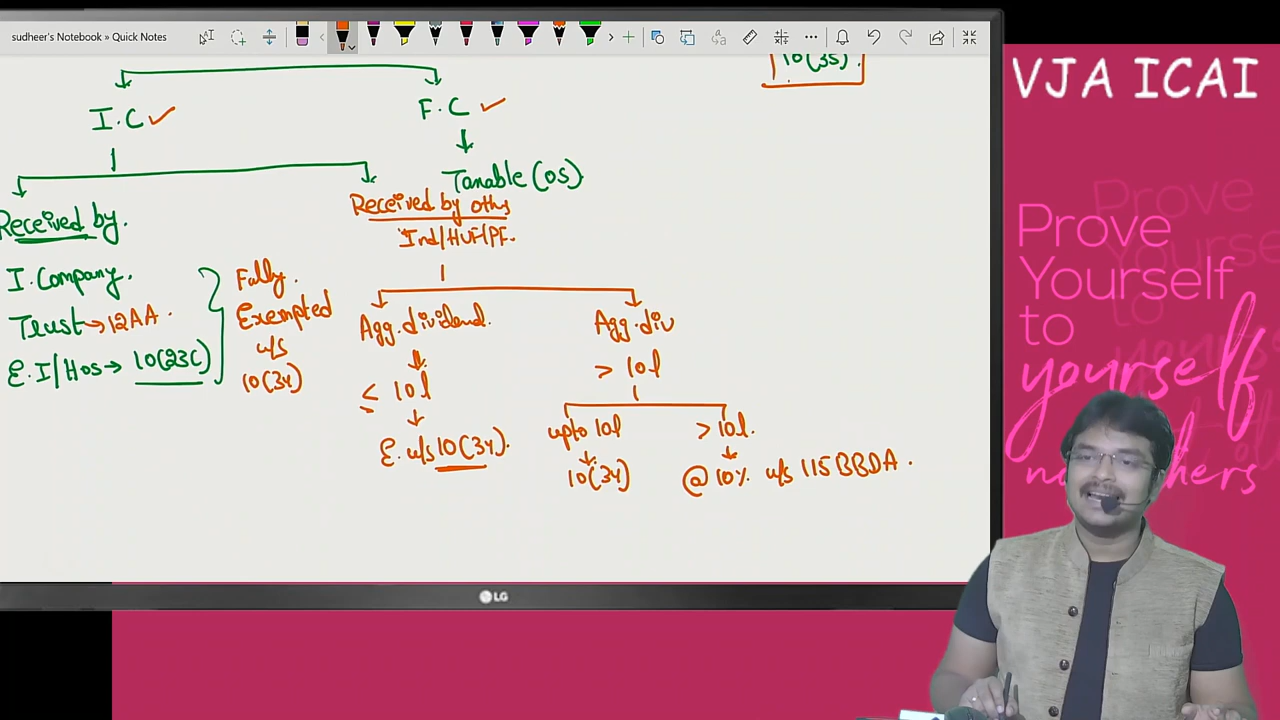 sudheer's Notebook » Quick Notes
10(35).
I.C
F.C
Taxable (OS)
Received by.
I. Company.
Trust → 12AA.
E.I/Hos → 10(23C)
Fully.
Exempted
u/s
10(34)
Received by othrs
Ind/HUF/PF.
Agg. dividend.
≤ 10l
E. u/s 10(34).
Agg. div
> 10l
upto 10l
10(34)
> 10l.
@ 10% u/s 115BBDA.
LG
VJA ICAI
Prove
Yourself
to
yourself